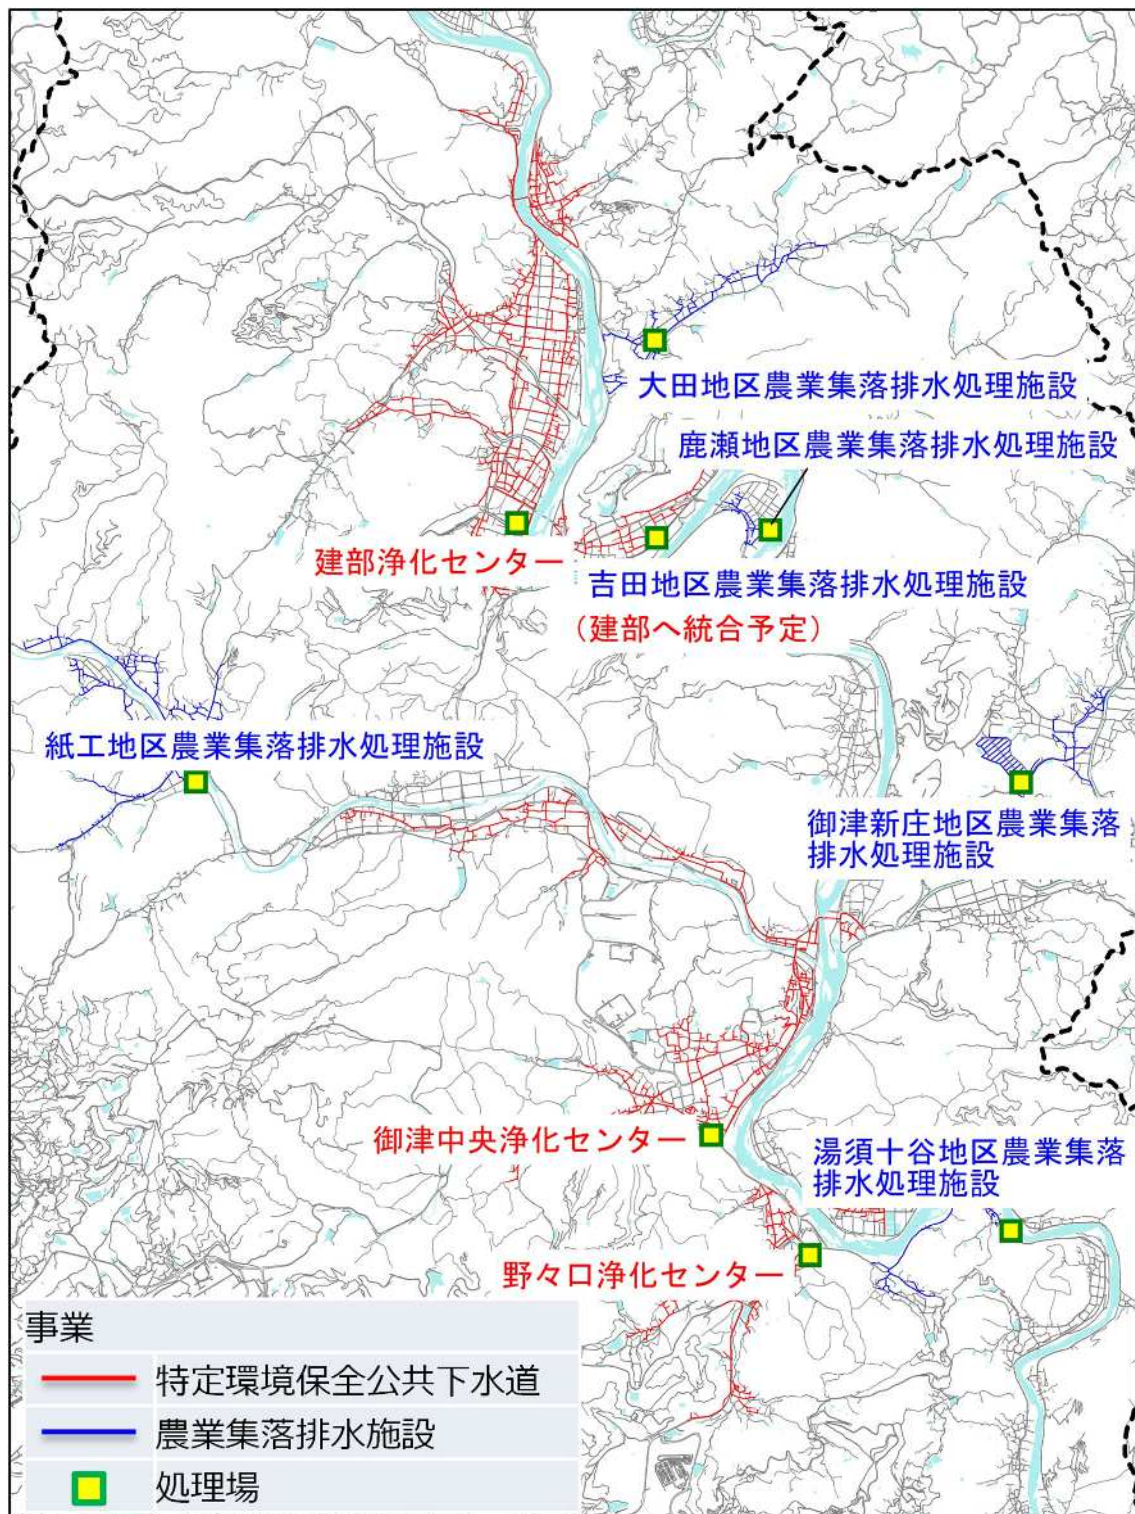 大田地区農業集落排水処理施設
鹿瀬地区農業集落排水処理施設
建部浄化センター
吉田地区農業集落排水処理施設
(建部へ統合予定)
紙工地区農業集落排水処理施設
御津新庄地区農業集落
排水処理施設
御津中央浄化センター
湯須十谷地区農業集落
排水処理施設
野々口浄化センター
事業
特定環境保全公共下水道
農業集落排水施設
処理場